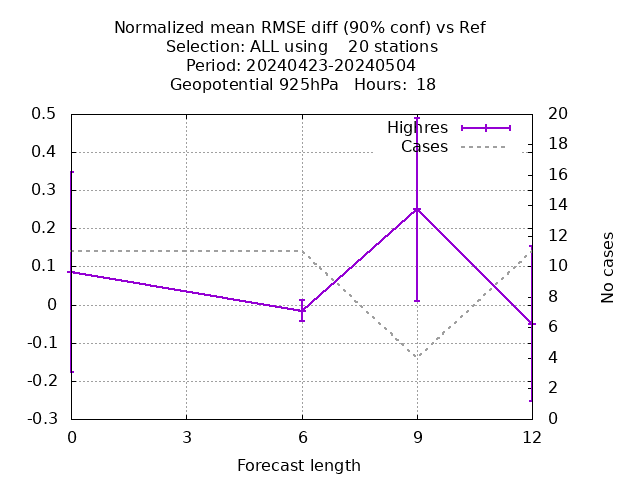 Normalized mean RMSE diff (90% conf) vs Ref
Selection: ALL using    20 stations
Period: 20240423-20240504
Geopotential 925hPa   Hours:  18
0.5
0.4
0.3
0.2
0.1
0
-0.1
-0.2
-0.3
20
18
16
14
12
10
8
6
4
2
0
Highres
Cases
No cases
0 3 6 9 12
Forecast length